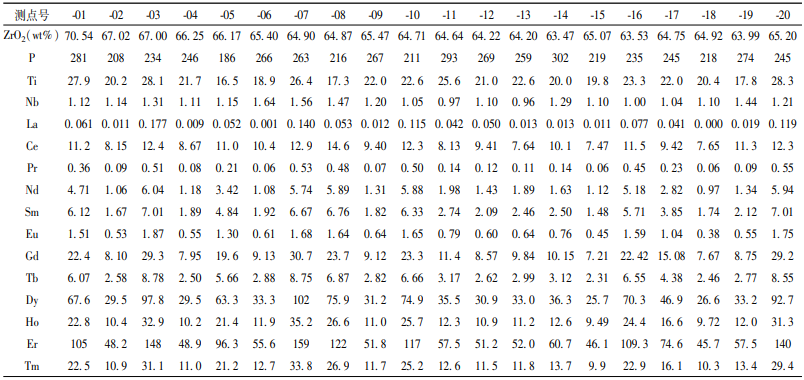 测点号 -01 -02 -03 -04 -05 -06 -07 -08 -09 -10 -11 -12 -13 -14 -15 -16 -17 -18 -19 -20
ZrO₂(wt%) 70.54 67.02 67.00 66.25 66.17 65.40 64.90 64.87 65.47 64.71 64.64 64.22 64.20 63.47 65.07 63.53 64.75 64.92 63.99 65.20
P 281 208 234 246 186 266 263 216 267 211 293 269 259 302 219 235 245 218 274 245
Ti 27.9 20.2 28.1 21.7 16.5 18.9 26.4 17.3 22.0 22.6 25.6 21.0 22.6 20.0 19.8 23.3 22.0 20.4 17.8 28.3
Nb 1.12 1.14 1.31 1.11 1.15 1.64 1.56 1.47 1.20 1.05 0.97 1.10 0.96 1.29 1.10 1.00 1.04 1.10 1.44 1.21
La 0.061 0.011 0.177 0.009 0.052 0.001 0.140 0.053 0.012 0.115 0.042 0.050 0.013 0.013 0.011 0.077 0.041 0.000 0.019 0.119
Ce 11.2 8.15 12.4 8.67 11.0 10.4 12.9 14.6 9.40 12.3 8.13 9.41 7.64 10.1 7.47 11.5 9.42 7.65 11.3 12.3
Pr 0.36 0.09 0.51 0.08 0.21 0.06 0.53 0.48 0.07 0.50 0.14 0.12 0.11 0.14 0.06 0.45 0.23 0.06 0.09 0.55
Nd 4.71 1.06 6.04 1.18 3.42 1.08 5.74 5.89 1.31 5.88 1.98 1.43 1.89 1.63 1.12 5.18 2.82 0.97 1.34 5.94
Sm 6.12 1.67 7.01 1.89 4.84 1.92 6.67 6.76 1.82 6.33 2.74 2.09 2.46 2.50 1.48 5.71 3.85 1.74 2.12 7.01
Eu 1.51 0.53 1.87 0.55 1.30 0.61 1.68 1.64 0.64 1.65 0.79 0.60 0.64 0.76 0.45 1.59 1.04 0.38 0.55 1.75
Gd 22.4 8.10 29.3 7.95 19.6 9.13 30.7 23.7 9.12 23.3 11.4 8.57 9.84 10.15 7.21 22.42 15.08 7.67 8.75 29.2
Tb 6.07 2.58 8.78 2.50 5.66 2.88 8.75 6.87 2.82 6.66 3.17 2.62 2.99 3.12 2.31 6.55 4.38 2.46 2.77 8.55
Dy 67.6 29.5 97.8 29.5 63.3 33.3 102 75.9 31.2 74.9 35.5 30.9 33.0 36.3 25.7 70.3 46.9 26.6 33.2 92.7
Ho 22.8 10.4 32.9 10.2 21.4 11.9 35.2 26.6 11.0 25.7 12.3 10.9 11.2 12.6 9.49 24.4 16.6 9.72 12.0 31.3
Er 105 48.2 148 48.9 96.3 55.6 159 122 51.8 117 57.5 51.2 52.0 60.7 46.1 109.3 74.6 45.7 57.5 140
Tm 22.5 10.9 31.1 11.0 21.2 12.7 33.8 26.9 11.7 25.2 12.6 11.5 11.8 13.7 9.9 22.9 16.1 10.3 13.4 29.4